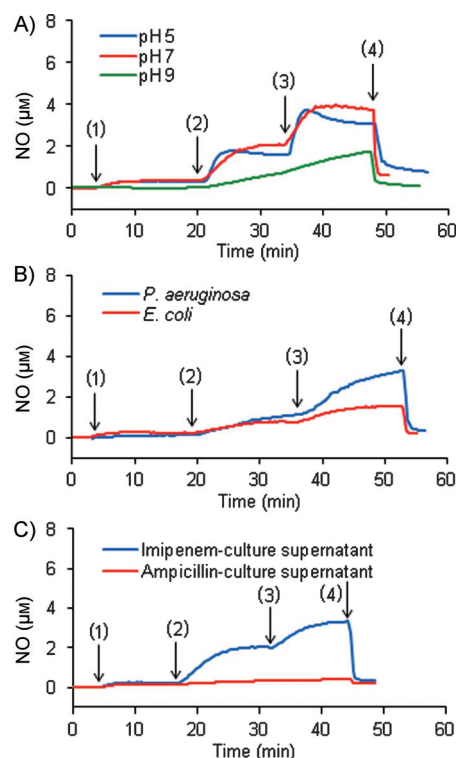 A)
pH5
pH7
pH9
(1)
(2)
(3)
(4)
NO (µM)
8
6
4
2
0
0 10 20 30 40 50 60
Time (min)
B)
P. aeruginosa
E. coli
(1)
(2)
(3)
(4)
NO (µM)
8
6
4
2
0
0 10 20 30 40 50 60
Time (min)
C)
Imipenem-culture supernatant
Ampicillin-culture supernatant
(1)
(2)
(3)
(4)
NO (µM)
8
6
4
2
0
0 10 20 30 40 50 60
Time (min)